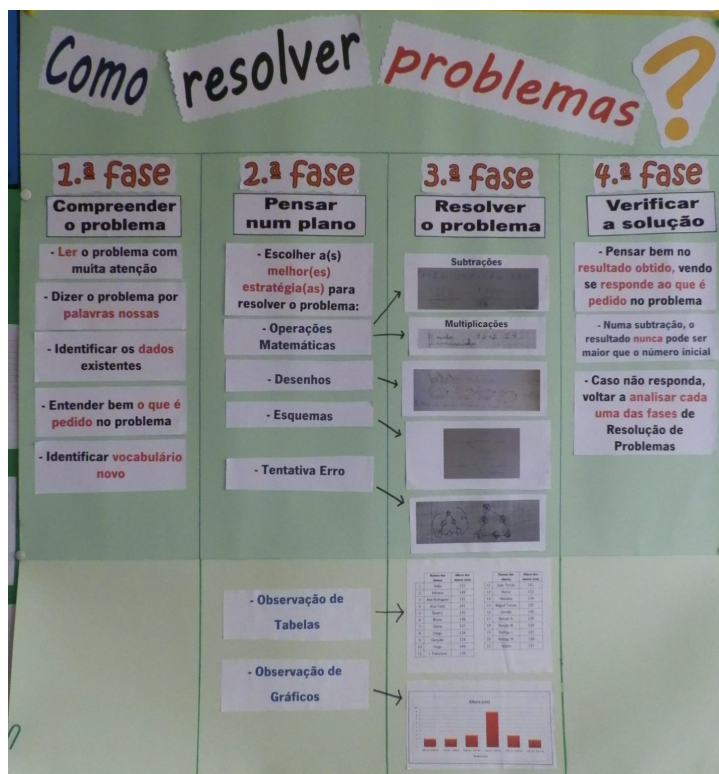 Como resolver problemas ?
1.ª fase
Compreender
o problema
- Ler o problema com
muita atenção
- Dizer o problema por
palavras nossas
- Identificar os dados
existentes
- Entender bem o que é
pedido no problema
- Identificar vocabulário
novo
2.ª fase
Pensar
num plano
- Escolher a(s)
melhor(es)
estratégia(as) para
resolver o problema:
- Operações
Matemáticas
- Desenhos
- Esquemas
- Tentativa Erro
- Observação de
Tabelas
- Observação de
Gráficos
3.ª fase
Resolver
o problema
Subtrações
Multiplicações
4.ª fase
Verificar
a solução
- Pensar bem no
resultado obtido, vendo
se responde ao que é
pedido no problema
- Numa subtração, o
resultado nunca pode ser
maior que o número inicial
- Caso não responda,
voltar a analisar cada
uma das fases de
Resolução de
Problemas